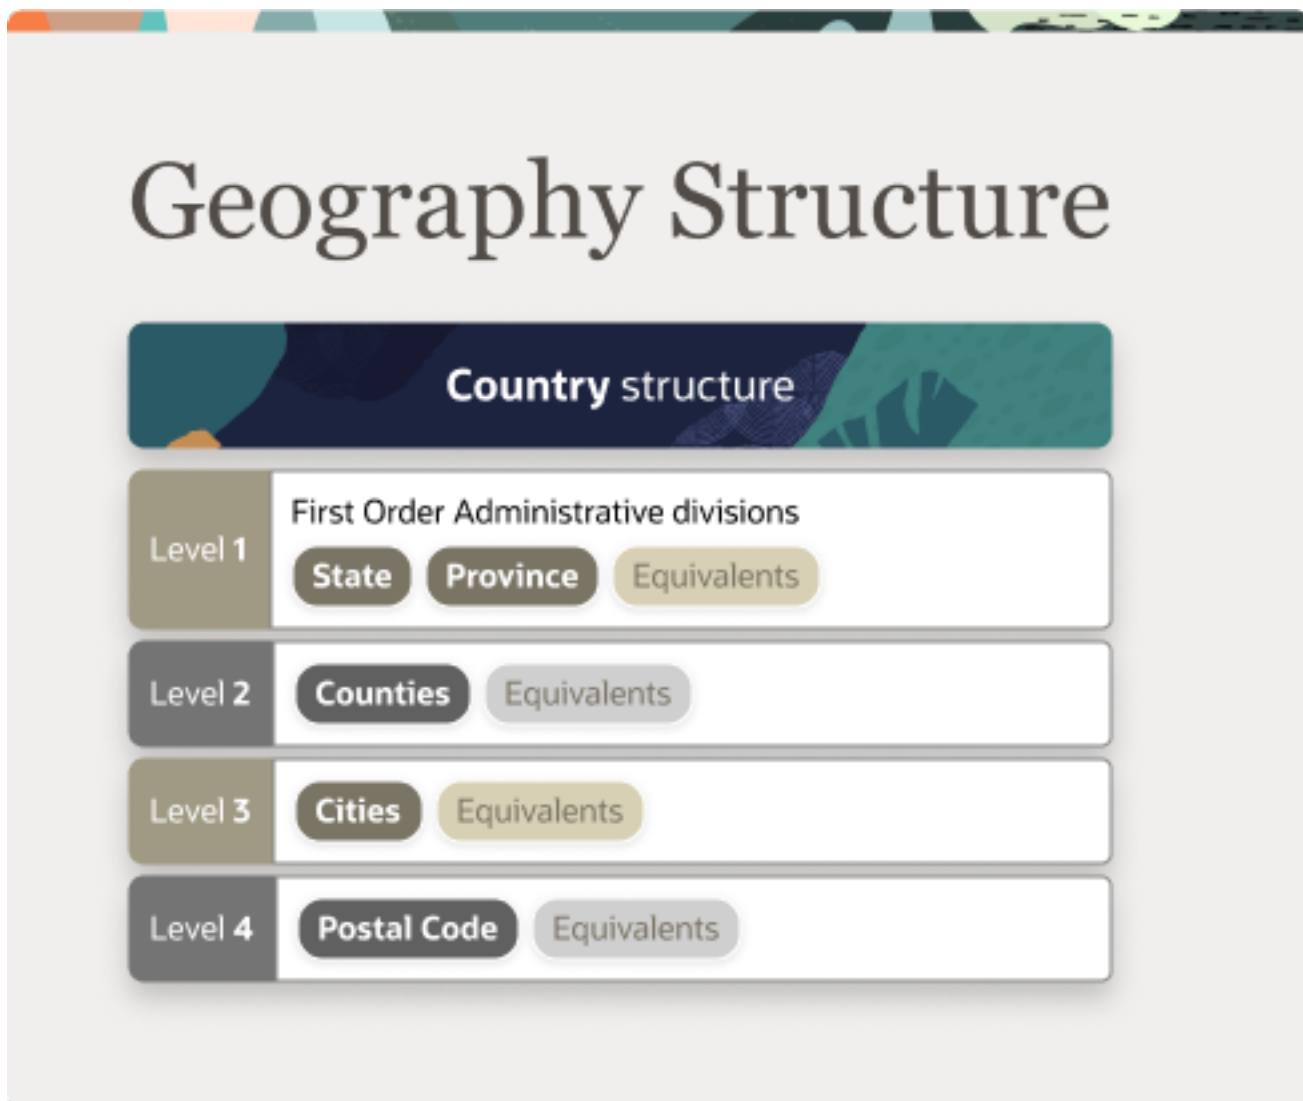 Geography Structure
Country structure
Level 1
First Order Administrative divisions
State Province Equivalents
Level 2
Counties Equivalents
Level 3
Cities Equivalents
Level 4
Postal Code Equivalents